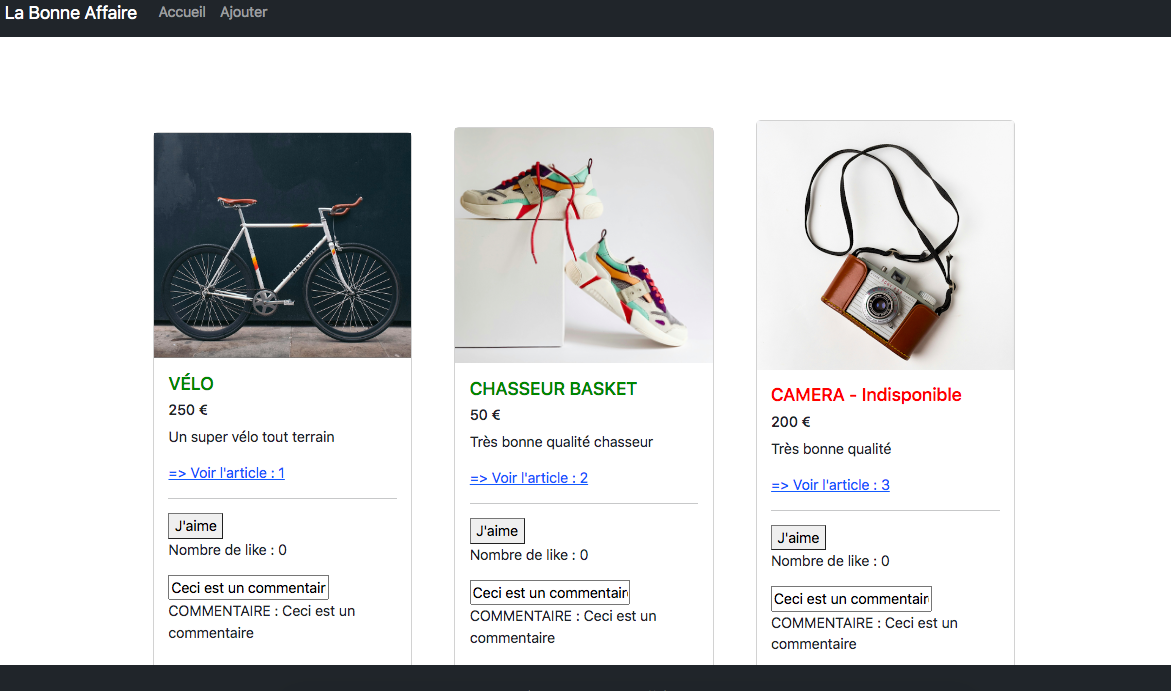 La Bonne Affaire Accueil Ajouter
VÉLO
250 €
Un super vélo tout terrain
=> Voir l'article : 1
J'aime
Nombre de like : 0
Ceci est un commentair
COMMENTAIRE : Ceci est un
commentaire
CHASSEUR BASKET
50 €
Très bonne qualité chasseur
=> Voir l'article : 2
J'aime
Nombre de like : 0
Ceci est un commentair
COMMENTAIRE : Ceci est un
commentaire
CAMERA - Indisponible
200 €
Très bonne qualité
=> Voir l'article : 3
J'aime
Nombre de like : 0
Ceci est un commentair
COMMENTAIRE : Ceci est un
commentaire